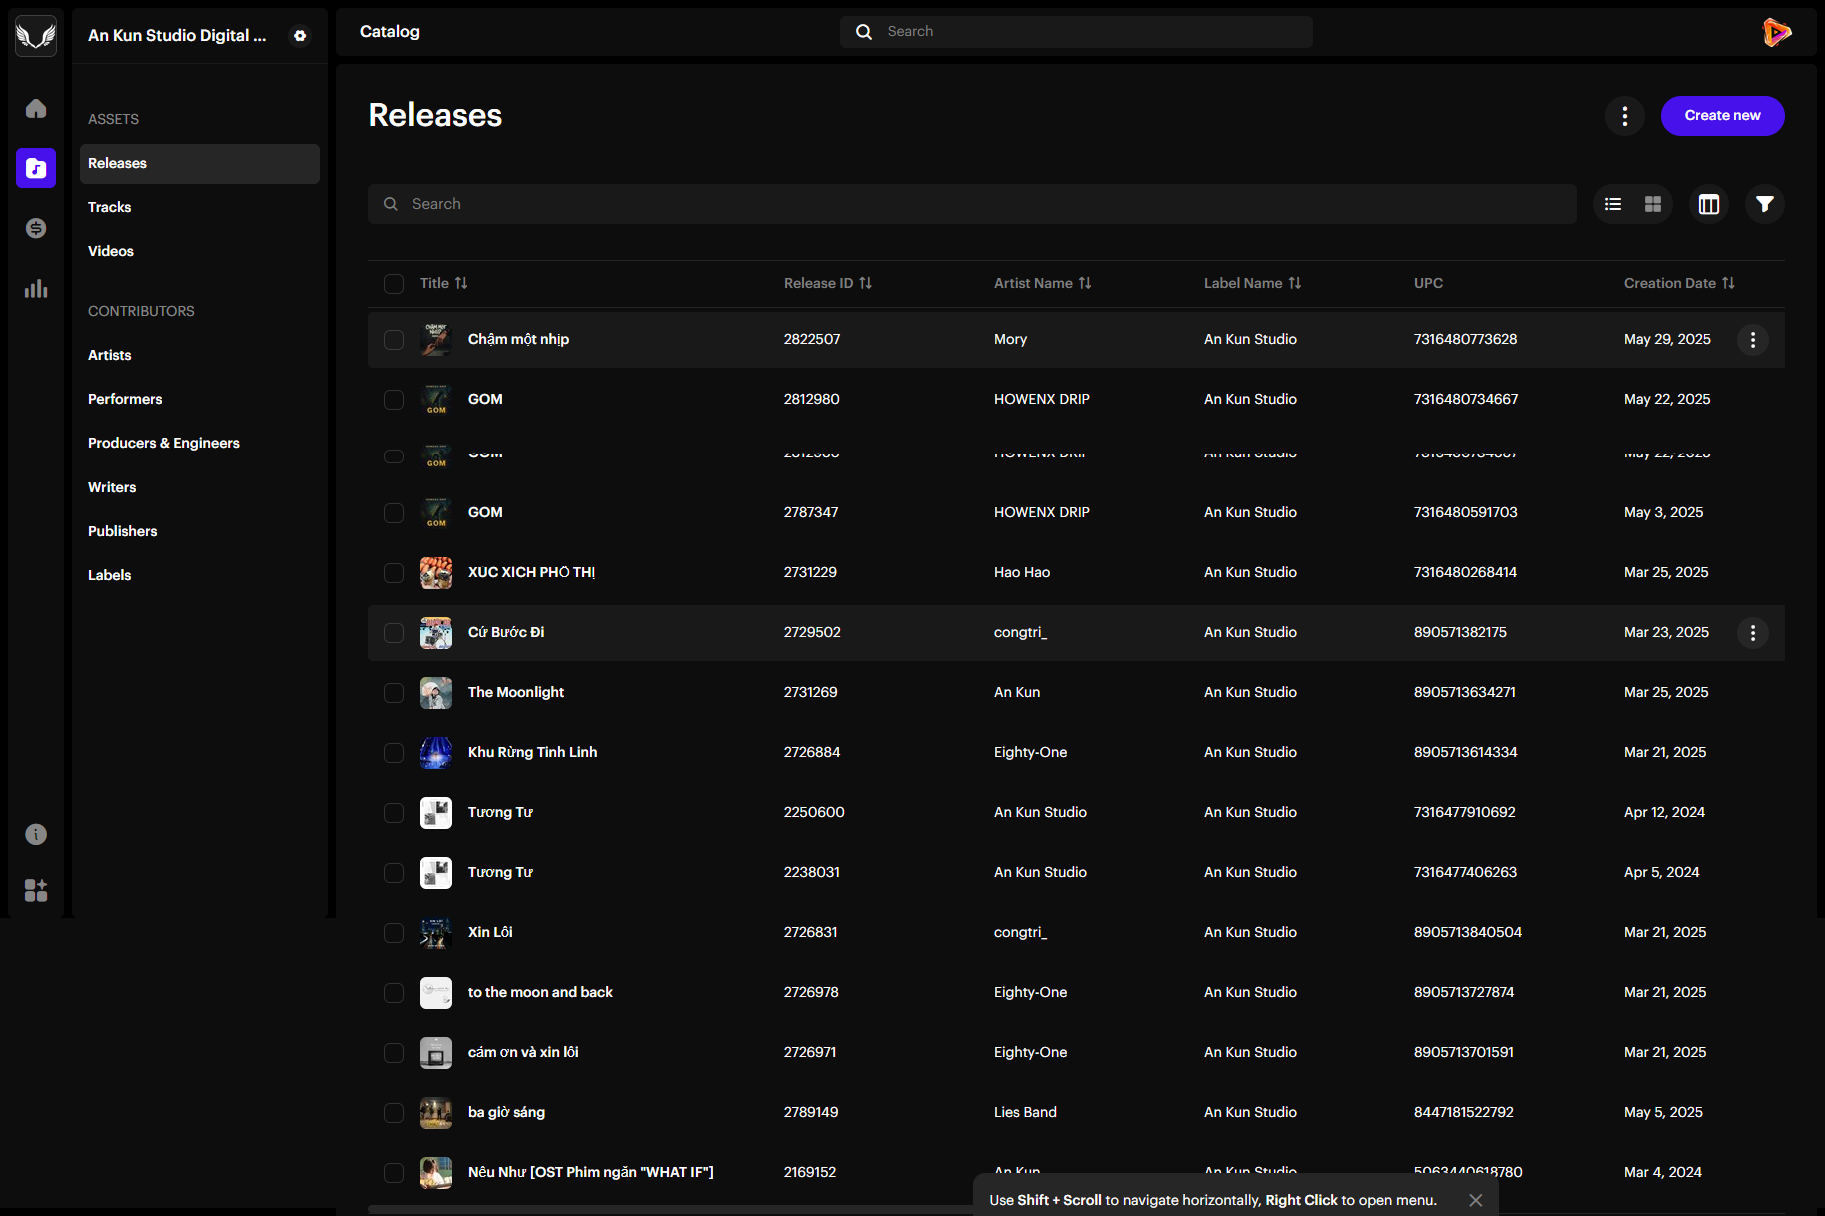 An Kun Studio Digital ...
Catalog
Search
ASSETS
Releases
Tracks
Videos
CONTRIBUTORS
Artists
Performers
Producers & Engineers
Writers
Publishers
Labels
Releases
Create new
Search
Title Release ID Artist Name Label Name UPC Creation Date
Chậm một nhịp 2822507 Mory An Kun Studio 7316480773628 May 29, 2025
GOM 2812980 HOWENX DRIP An Kun Studio 7316480734667 May 22, 2025
GOM 2787347 HOWENX DRIP An Kun Studio 7316480591703 May 3, 2025
XUC XICH PHỐ THỊ 2731229 Hao Hao An Kun Studio 7316480268414 Mar 25, 2025
Cứ Bước Đi 2729502 congtri_ An Kun Studio 890571382175 Mar 23, 2025
The Moonlight 2731269 An Kun An Kun Studio 8905713634271 Mar 25, 2025
Khu Rừng Tinh Linh 2726884 Eighty-One An Kun Studio 8905713614334 Mar 21, 2025
Tương Tư 2250600 An Kun Studio An Kun Studio 7316477910692 Apr 12, 2024
Tương Tư 2238031 An Kun Studio An Kun Studio 7316477406263 Apr 5, 2024
Xin Lỗi 2726831 congtri_ An Kun Studio 8905713840504 Mar 21, 2025
to the moon and back 2726978 Eighty-One An Kun Studio 8905713727874 Mar 21, 2025
cảm ơn và xin lỗi 2726971 Eighty-One An Kun Studio 8905713701591 Mar 21, 2025
ba giờ sáng 2789149 Lies Band An Kun Studio 8447181522792 May 5, 2025
Nếu Như [OST Phim ngắn "WHAT IF"] 2169152 An Kun An Kun Studio 5063440618780 Mar 4, 2024
Use Shift + Scroll to navigate horizontally, Right Click to open menu.